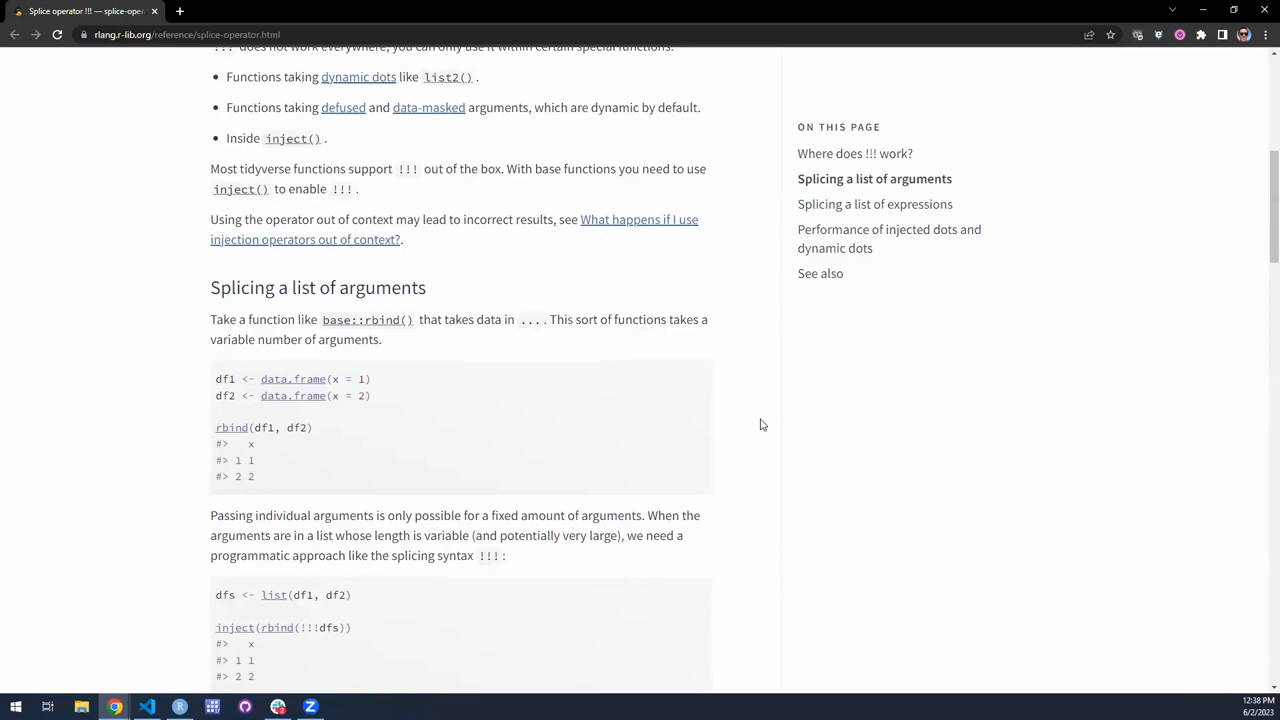 Splice operator !!! — splice-oper
rlang.r-lib.org/reference/splice-operator.html
!!! does not work everywhere, you can only use it within certain special functions:
• Functions taking dynamic dots like list2() .
• Functions taking defused and data-masked arguments, which are dynamic by default.
• Inside inject() .
Most tidyverse functions support !!! out of the box. With base functions you need to use
inject() to enable !!! .
Using the operator out of context may lead to incorrect results, see What happens if I use
injection operators out of context?.
Splicing a list of arguments
Take a function like base::rbind() that takes data in ... . This sort of functions takes a
variable number of arguments.
df1 <- data.frame(x = 1)
df2 <- data.frame(x = 2)
rbind(df1, df2)
#>   x
#> 1 1
#> 2 2
Passing individual arguments is only possible for a fixed amount of arguments. When the
arguments are in a list whose length is variable (and potentially very large), we need a
programmatic approach like the splicing syntax !!! :
dfs <- list(df1, df2)
inject(rbind(!!!dfs))
#>   x
#> 1 1
#> 2 2
ON THIS PAGE
Where does !!! work?
Splicing a list of arguments
Splicing a list of expressions
Performance of injected dots and
dynamic dots
See also
12:38 PM
6/2/2023